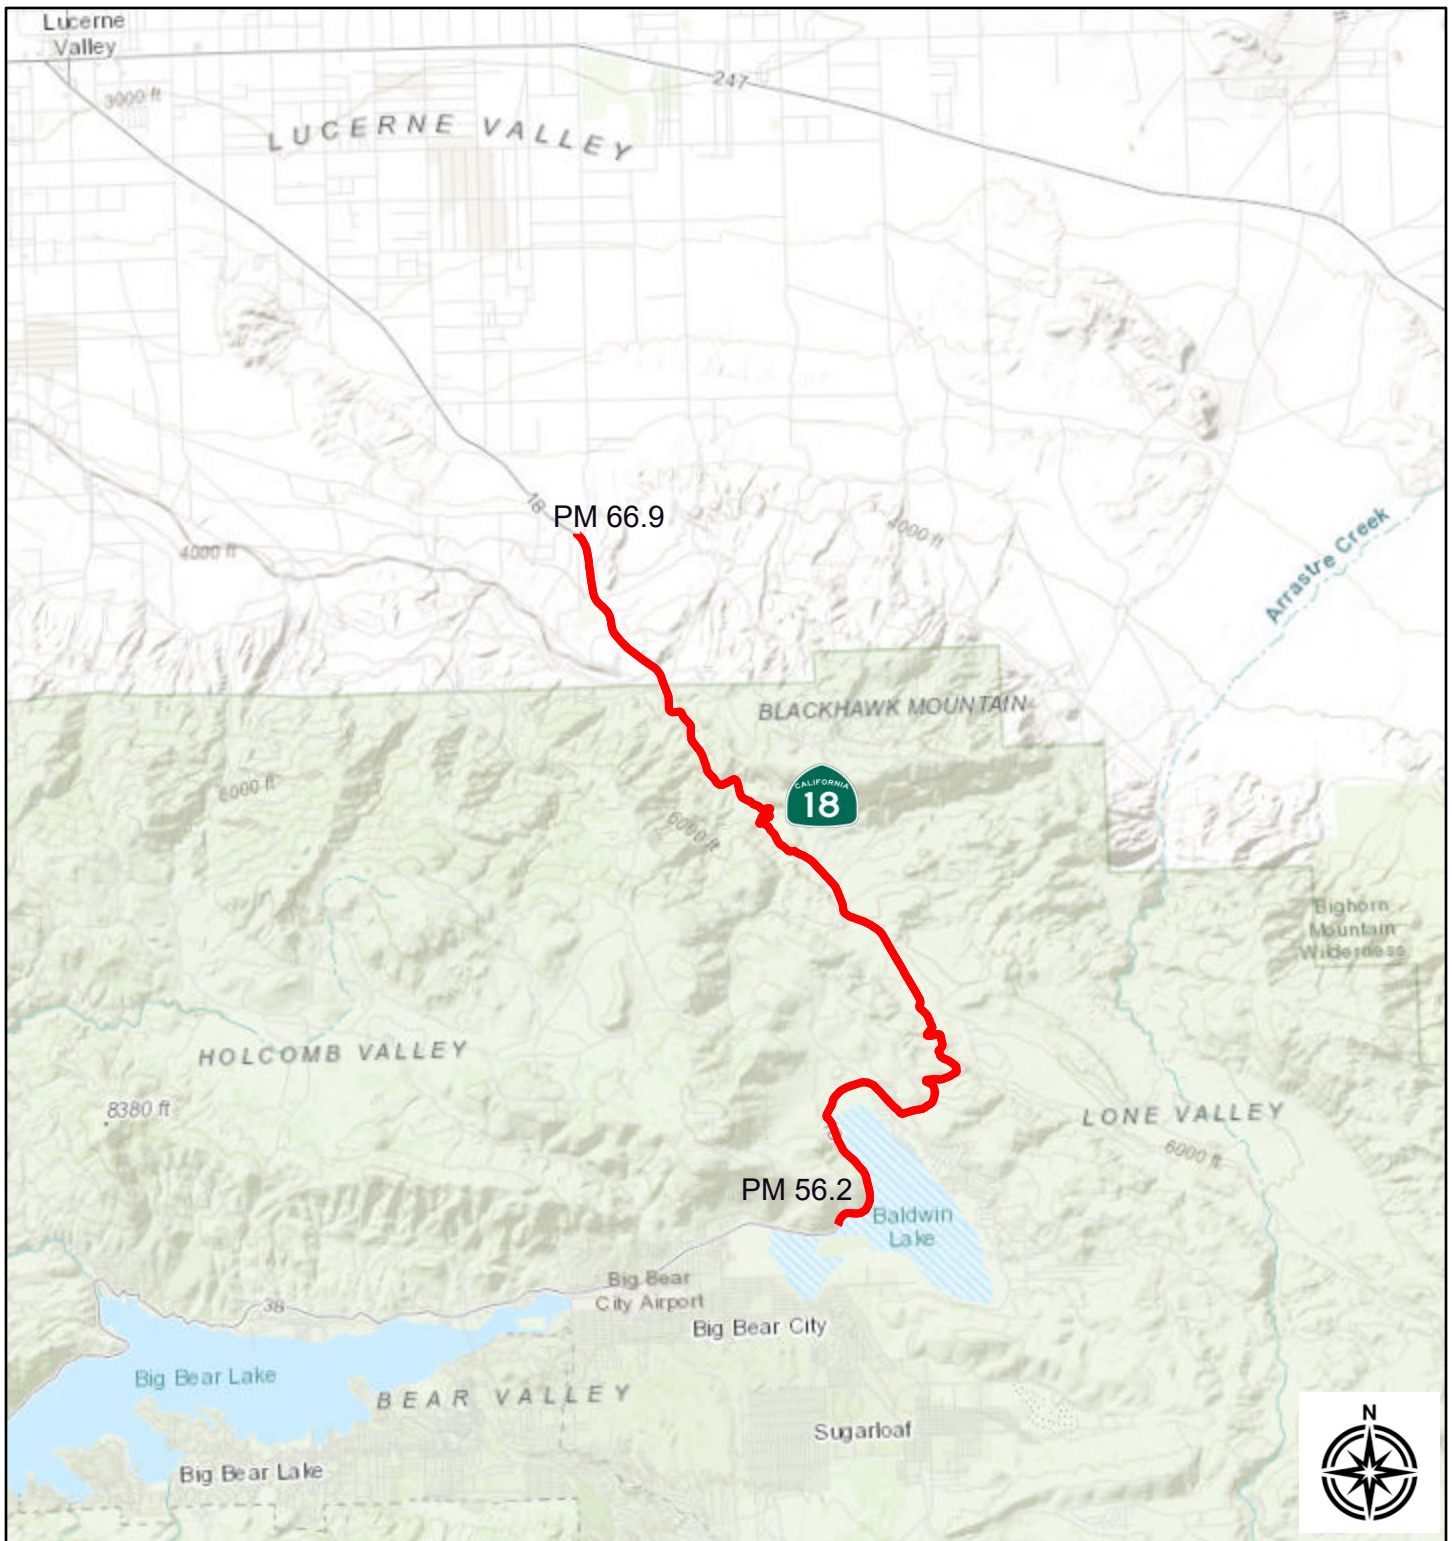 Lucerne
Valley
3000 ft
247
LUCERNE VALLEY
18
PM 66.9
4000 ft
4000 ft
Arrastre Creek
BLACKHAWK MOUNTAIN
CALIFORNIA
18
6000 ft
6000 ft
Bighorn
Mountain
Wilderness
HOLCOMB VALLEY
8380 ft
LONE VALLEY
6000 ft
PM 56.2
Baldwin
Lake
Big Bear
City Airport
38
Big Bear City
Big Bear Lake
BEAR VALLEY
Sugarloaf
Big Bear Lake
N